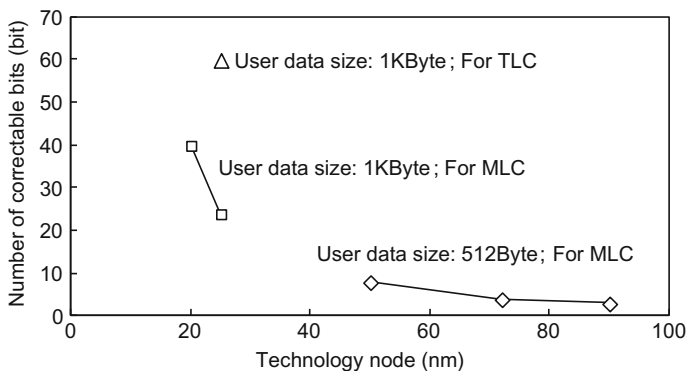 Number of correctable bits (bit)
70
60
50
40
30
20
10
0
User data size: 1KByte; For TLC
User data size: 1KByte; For MLC
User data size: 512Byte; For MLC
0 20 40 60 80 100
Technology node (nm)